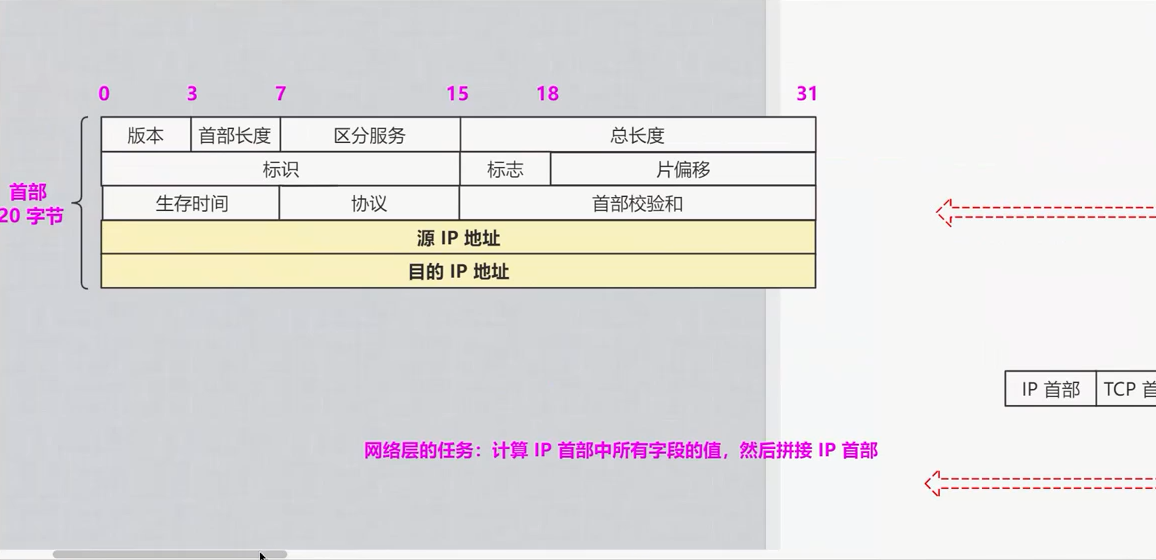 0 3 7 15 18 31
版本 首部长度 区分服务 总长度
标识 标志 片偏移
首部
20 字节
生存时间 协议 首部校验和
源 IP 地址
目的 IP 地址
IP 首部 TCP 首
网络层的任务：计算 IP 首部中所有字段的值，然后拼接 IP 首部